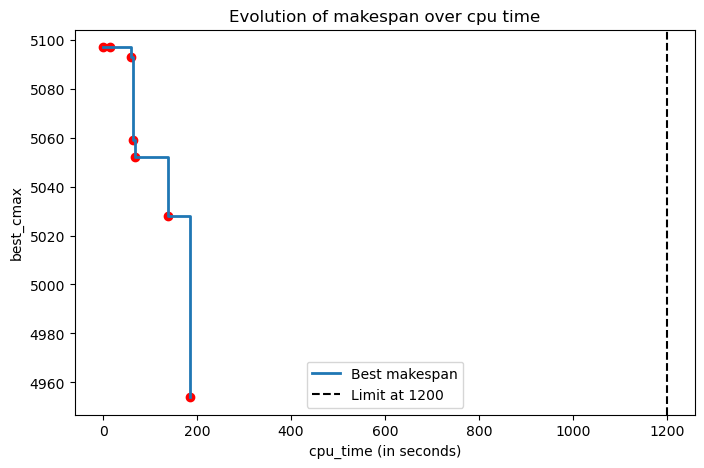 Evolution of makespan over cpu time
best_cmax
5100
5080
5060
5040
5020
5000
4980
4960
Best makespan
Limit at 1200
0 200 400 600 800 1000 1200
cpu_time (in seconds)